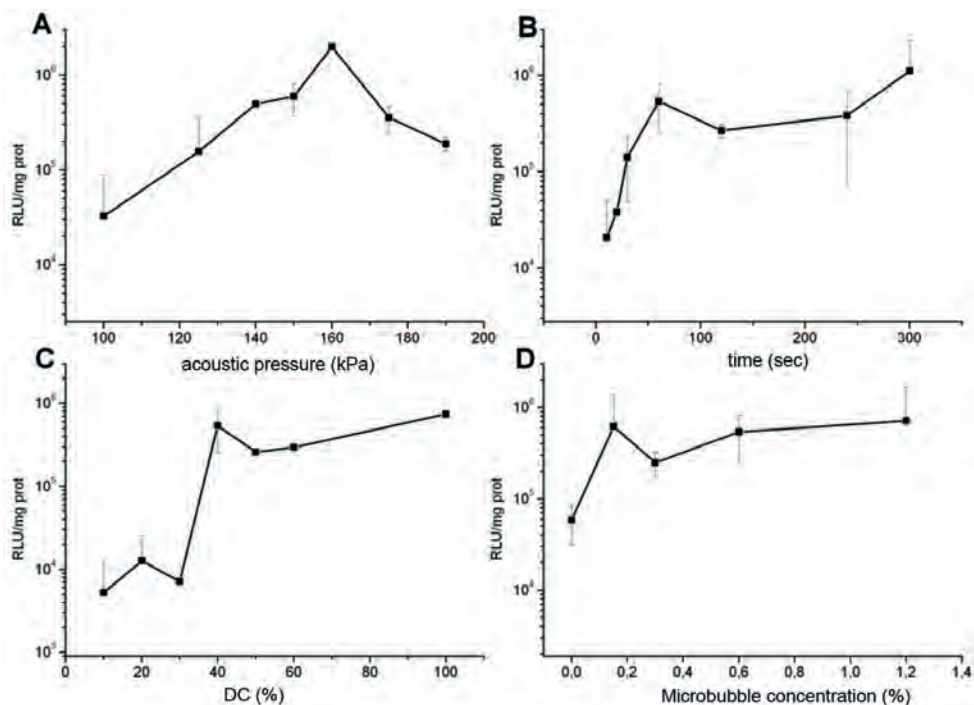 A
RLU/mg prot
10⁶
10⁵
10⁴
100 120 140 160 180 200
acoustic pressure (kPa)
B
RLU/mg prot
10⁶
10⁵
10⁴
0 100 200 300
time (sec)
C
RLU/mg prot
10⁶
10⁵
10⁴
10³
0 20 40 60 80 100
DC (%)
D
RLU/mg prot
10⁶
10⁵
10⁴
0,0 0,2 0,4 0,6 0,8 1,0 1,2 1,4
Microbubble concentration (%)